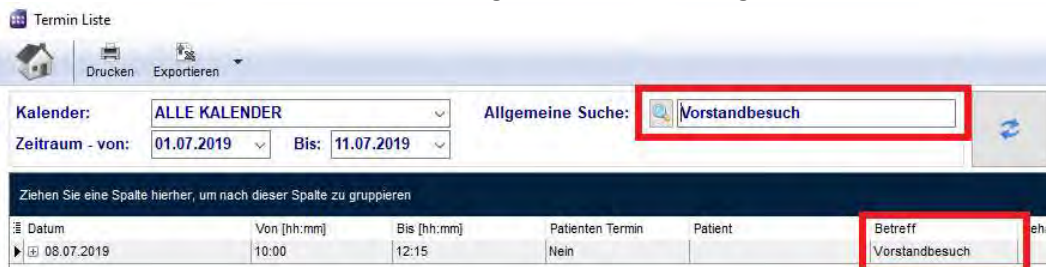 Termin Liste
Drucken Exportieren
Kalender: ALLE KALENDER Allgemeine Suche: Vorstandbesuch
Zeitraum - von: 01.07.2019 Bis: 11.07.2019
Ziehen Sie eine Spalte hierher, um nach dieser Spalte zu gruppieren
Datum Von [hh:mm] Bis [hh:mm] Patienten Termin Patient Betreff
08.07.2019 10:00 12:15 Nein Vorstandbesuch